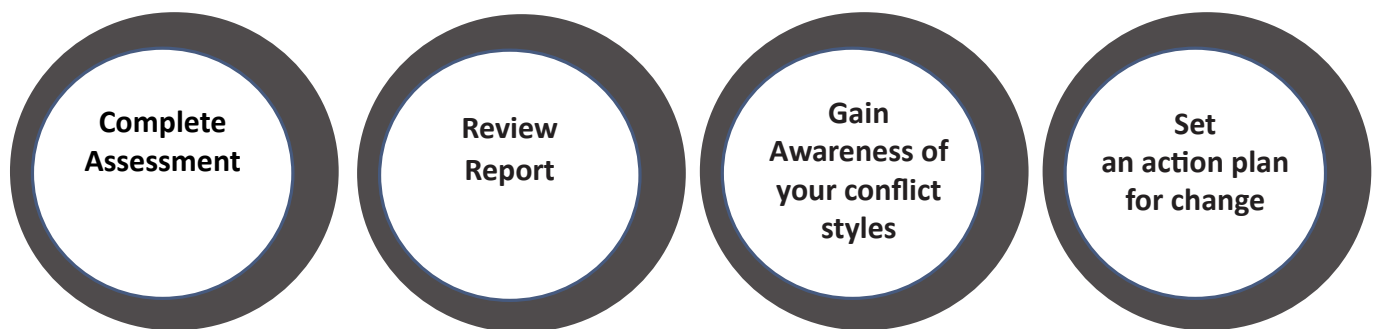 Complete
Assessment
Review
Report
Gain
Awareness of
your conflict
styles
Set
an action plan
for change